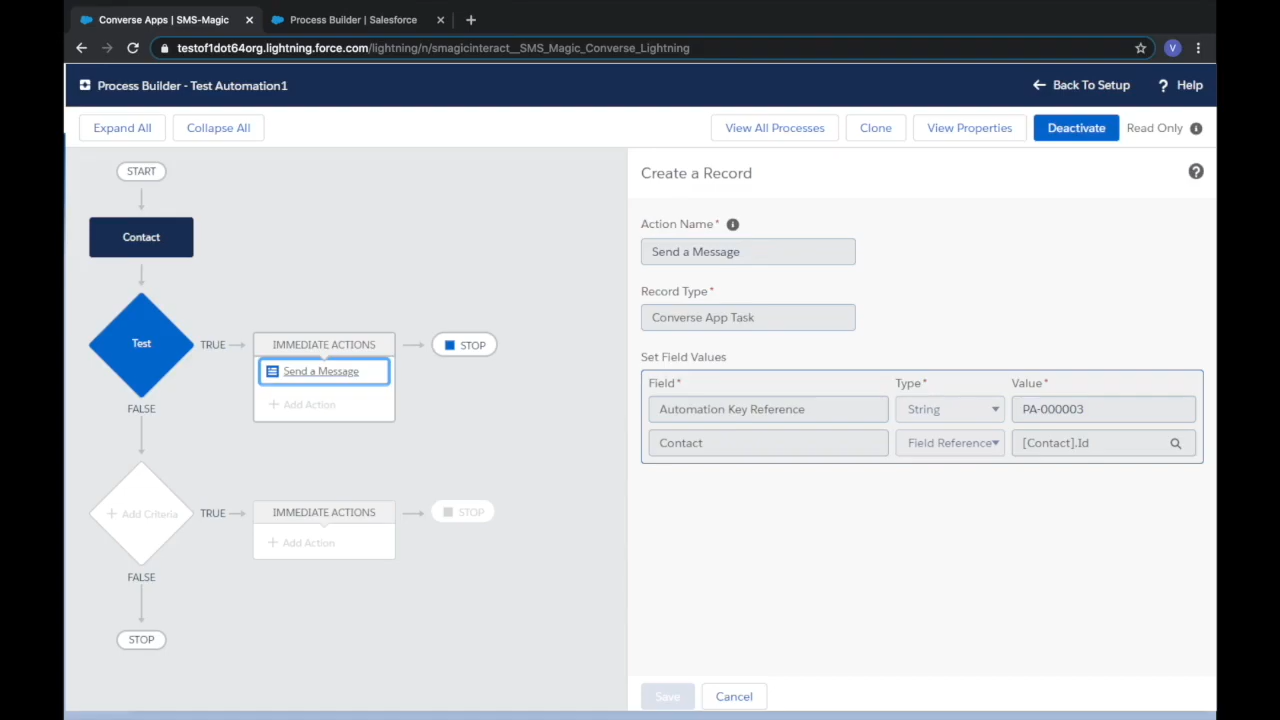 Converse Apps | SMS-Magic
Process Builder | Salesforce
testof1dot64org.lightning.force.com/lightning/n/smagicinteract__SMS_Magic_Converse_Lightning
V
Process Builder - Test Automation1
Back To Setup
? Help
Expand All
Collapse All
View All Processes
Clone
View Properties
Deactivate
Read Only
START
Contact
Test
TRUE
IMMEDIATE ACTIONS
STOP
Send a Message
+ Add Action
FALSE
+ Add Criteria
TRUE
IMMEDIATE ACTIONS
STOP
+ Add Action
FALSE
STOP
Create a Record
?
Action Name*
Send a Message
Record Type*
Converse App Task
Set Field Values
Field* Type* Value*
Automation Key Reference String PA-000003
Contact Field Reference [Contact].Id
Save
Cancel